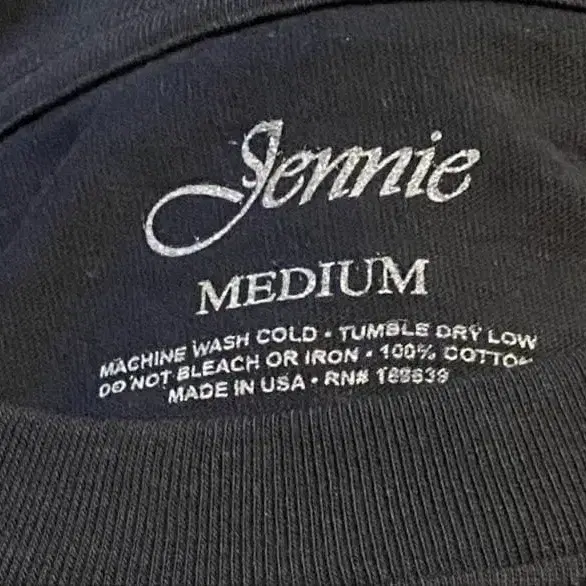 Jennie
MEDIUM
MACHINE WASH COLD • TUMBLE DRY LOW
DO NOT BLEACH OR IRON • 100% COTTON
MADE IN USA • RN#